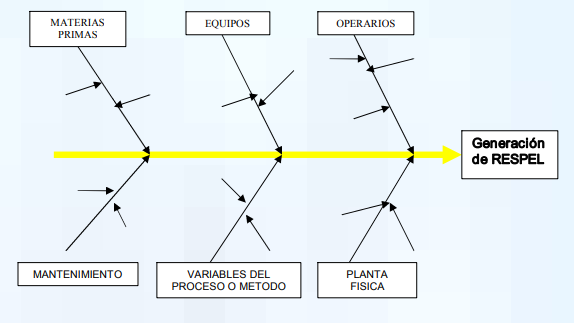 MATERIAS
PRIMAS
EQUIPOS
OPERARIOS
Generación
de RESPEL
MANTENIMIENTO
VARIABLES DEL
PROCESO O METODO
PLANTA
FISICA